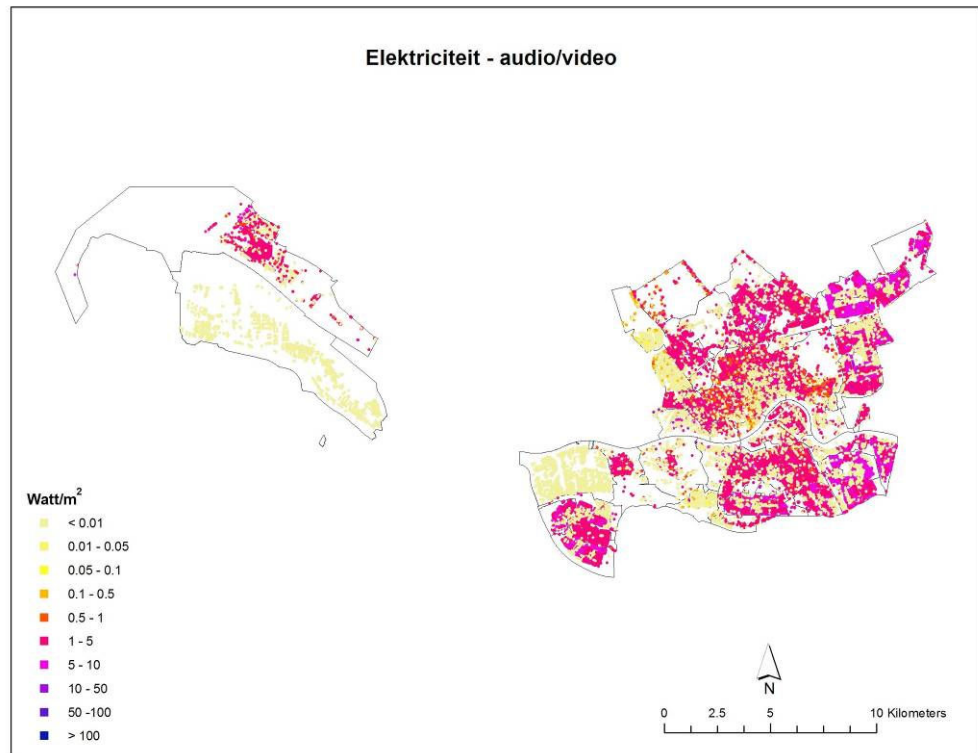 Elektriciteit - audio/video
Watt/m²
< 0.01
0.01 - 0.05
0.05 - 0.1
0.1 - 0.5
0.5 - 1
1 - 5
5 - 10
10 - 50
50 -100
> 100
N
0 2.5 5 10 Kilometers